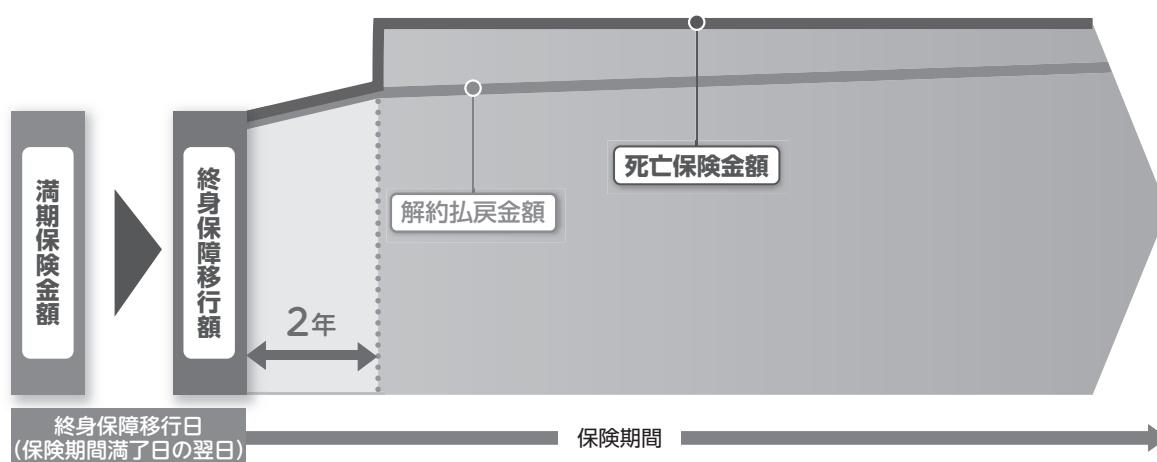 満期保険金額
終身保障移行額
2年
解約払戻金額
死亡保険金額
終身保障移行日
(保険期間満了日の翌日)
保険期間